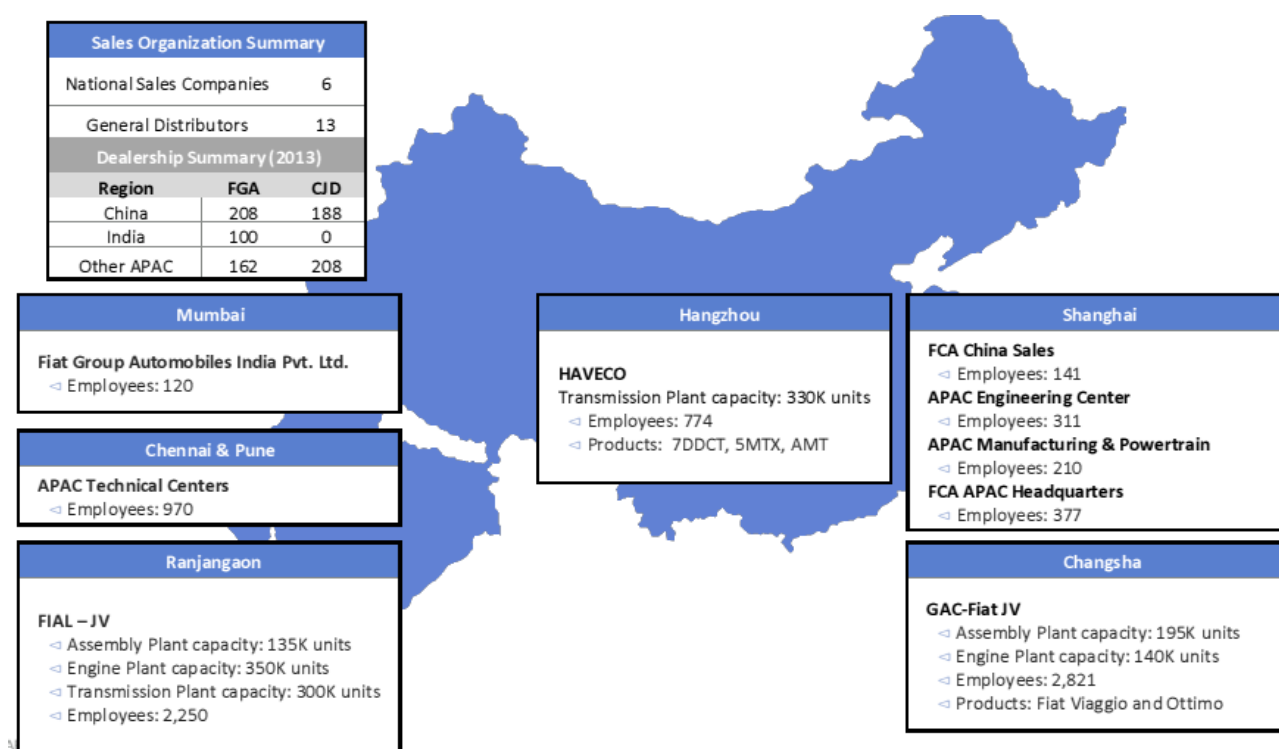 Sales Organization Summary
National Sales Companies 6
General Distributors 13
Dealership Summary (2013)
Region FGA CJD
China 208 188
India 100 0
Other APAC 162 208
Mumbai
Fiat Group Automobiles India Pvt. Ltd.
Employees: 120
Chennai & Pune
APAC Technical Centers
Employees: 970
Ranjangaon
FIAL – JV
Assembly Plant capacity: 135K units
Engine Plant capacity: 350K units
Transmission Plant capacity: 300K units
Employees: 2,250
Hangzhou
HAVECO
Transmission Plant capacity: 330K units
Employees: 774
Products: 7DDCT, 5MTX, AMT
Shanghai
FCA China Sales
Employees: 141
APAC Engineering Center
Employees: 311
APAC Manufacturing & Powertrain
Employees: 210
FCA APAC Headquarters
Employees: 377
Changsha
GAC-Fiat JV
Assembly Plant capacity: 195K units
Engine Plant capacity: 140K units
Employees: 2,821
Products: Fiat Viaggio and Ottimo